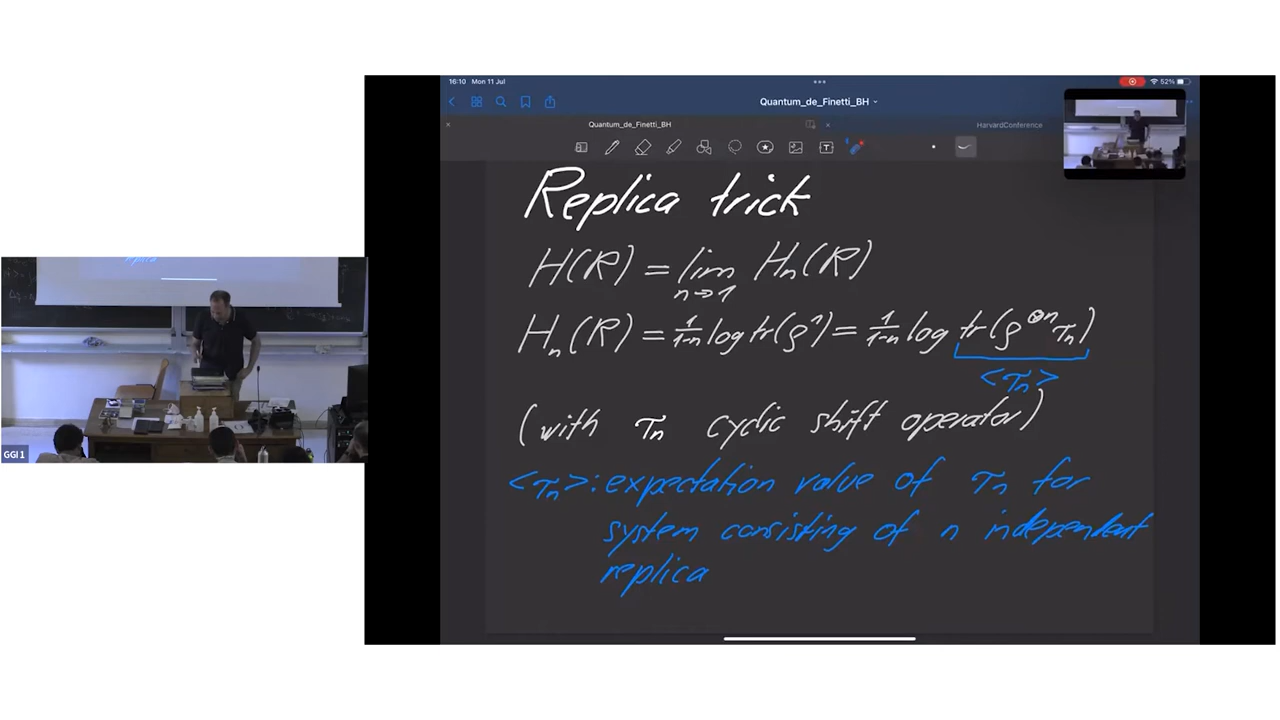 16:10 Mon 11 Jul
52%
Quantum_de_Finetti_BH
Quantum_de_Finetti_BH
HarvardConference
Replica trick
H(R) = lim n→1 Hn(R)
Hn(R) = 1/1-n log tr(ρ^n) = 1/1-n log tr(ρ^⊗n τn)
<τn>
(with τn cyclic shift operator)
<τn>: expectation value of τn for
system consisting of n independent
replica
GGI 1